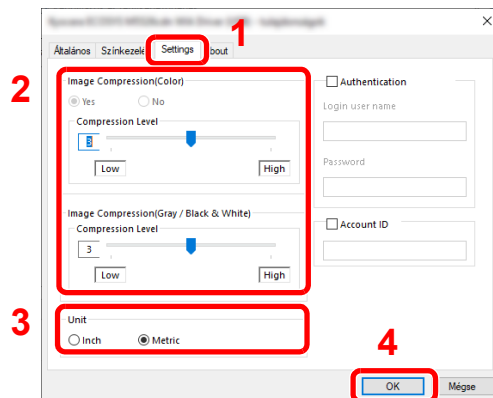 1
Általános Színkezelé Settings bout
2
Image Compression(Color)
Yes No
Compression Level
3
Low High
Image Compression(Gray / Black & White)
Compression Level
3
Low High
Authentication
Login user name
Password
Account ID
3
Unit
Inch Metric
4
OK Mégse